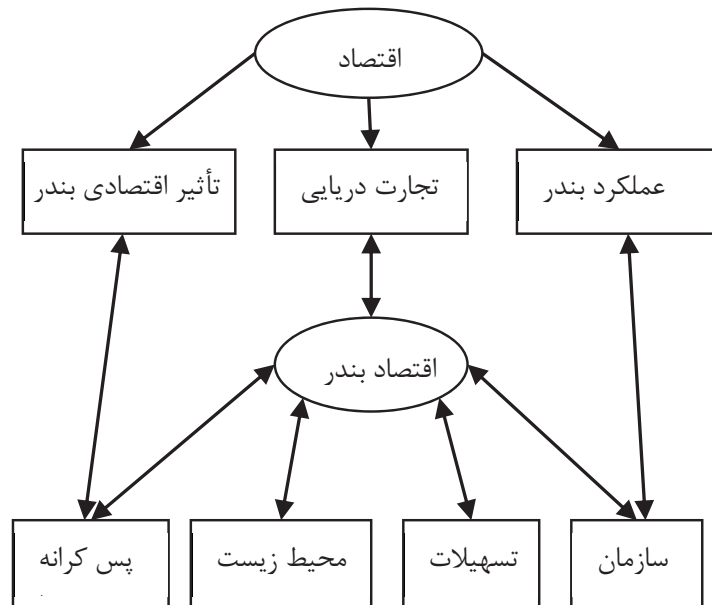 اقتصاد
عملکرد بندر
تجارت دریایی
تأثیر اقتصادی بندر
اقتصاد بندر
سازمان
تسهیلات
محیط زیست
پس کرانه